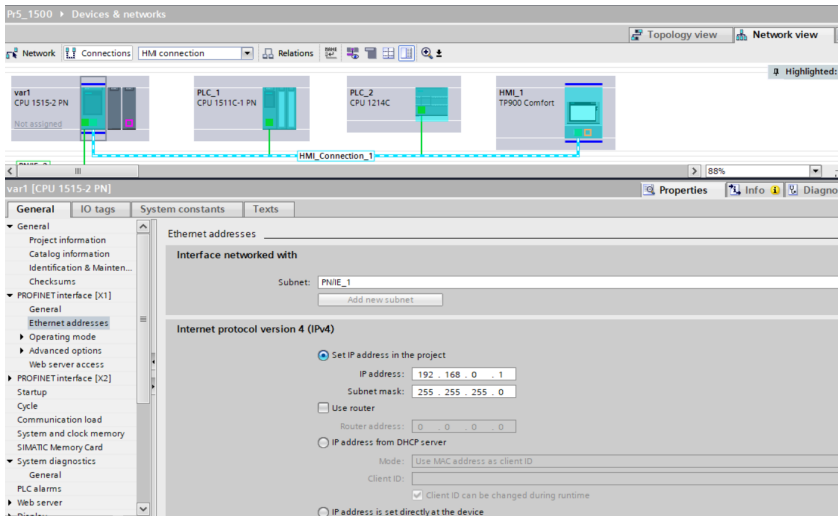 Pr5_1500 ▸ Devices & networks
Topology view Network view
Network Connections HMI connection Relations
Highlighted:
var1 PLC_1 PLC_2 HMI_1
CPU 1515-2 PN CPU 1511C-1 PN CPU 1214C TP900 Comfort
Not assigned
HMI_Connection_1
88%
var1 [CPU 1515-2 PN] Properties Info Diagno
General IO tags System constants Texts
General
Project information
Catalog information
Identification & Mainten...
Checksums
PROFINET interface [X1]
General
Ethernet addresses
Operating mode
Advanced options
Web server access
PROFINET interface [X2]
Startup
Cycle
Communication load
System and clock memory
SIMATIC Memory Card
System diagnostics
General
PLC alarms
Web server
Ethernet addresses
Interface networked with
Subnet: PN/IE_1
Add new subnet
Internet protocol version 4 (IPv4)
Set IP address in the project
IP address: 192 . 168 . 0 . 1
Subnet mask: 255 . 255 . 255 . 0
Use router
Router address: 0 . 0 . 0 . 0
IP address from DHCP server
Mode: Use MAC address as client ID
Client ID:
Client ID can be changed during runtime
IP address is set directly at the device